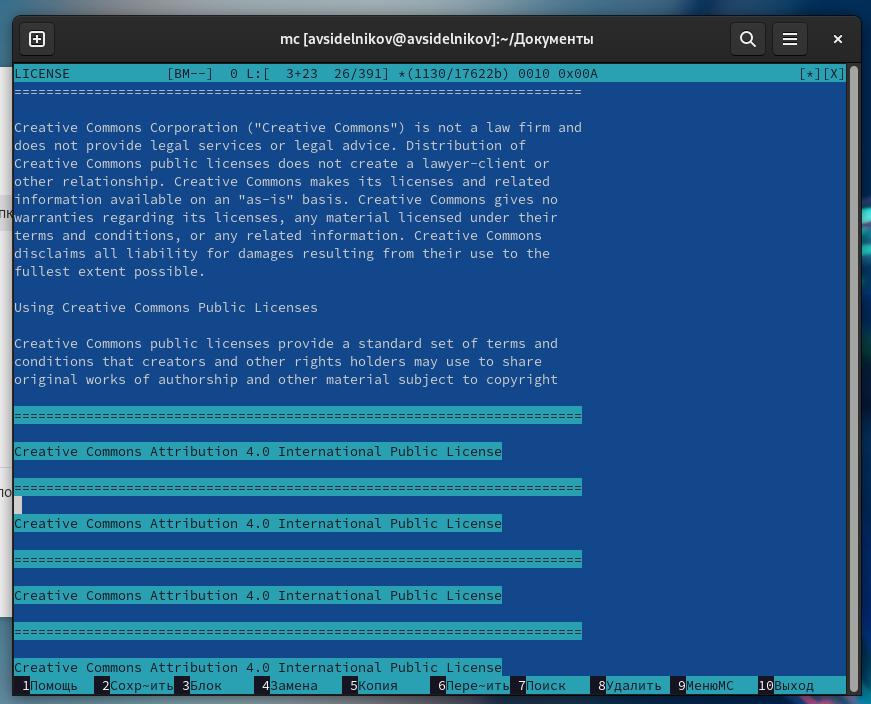 mc [avsidelnikov@avsidelnikov]:~/Документы
LICENSE            [BM--]  0 L:[  3+23  26/391] *(1130/17622b) 0010 0x00A                         [*][X]
=======================================================================
Creative Commons Corporation ("Creative Commons") is not a law firm and
does not provide legal services or legal advice. Distribution of
Creative Commons public licenses does not create a lawyer-client or
other relationship. Creative Commons makes its licenses and related
information available on an "as-is" basis. Creative Commons gives no
warranties regarding its licenses, any material licensed under their
terms and conditions, or any related information. Creative Commons
disclaims all liability for damages resulting from their use to the
fullest extent possible.
Using Creative Commons Public Licenses
Creative Commons public licenses provide a standard set of terms and
conditions that creators and other rights holders may use to share
original works of authorship and other material subject to copyright
=======================================================================
Creative Commons Attribution 4.0 International Public License
=======================================================================
Creative Commons Attribution 4.0 International Public License
=======================================================================
Creative Commons Attribution 4.0 International Public License
=======================================================================
Creative Commons Attribution 4.0 International Public License
1Помощь 2Сохр~ить 3Блок 4Замена 5Копия 6Пере~ить 7Поиск 8Удалить 9МенюMC 10Выход